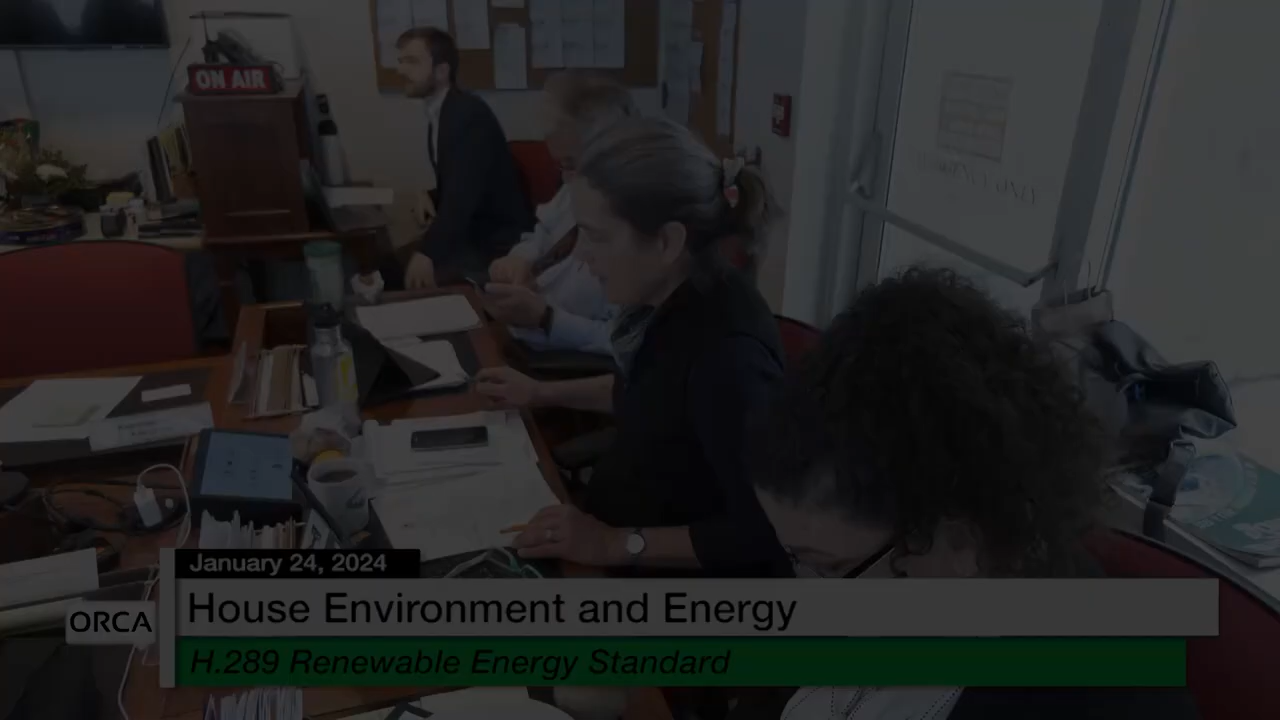 ON AIR
January 24, 2024
House Environment and Energy
ORCA
H.289 Renewable Energy Standard